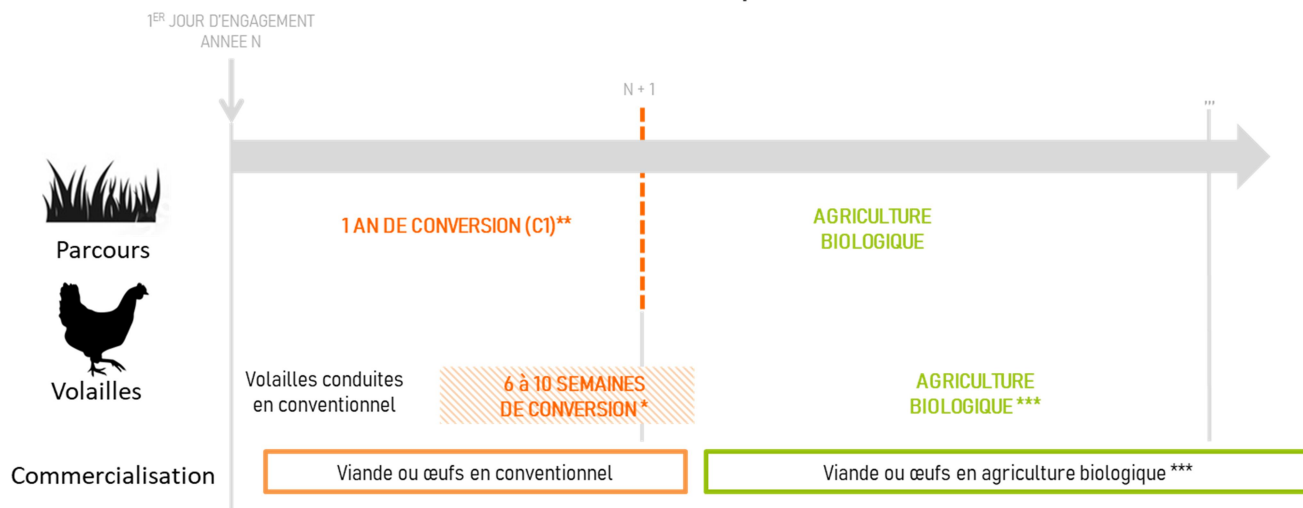 1ER JOUR D'ENGAGEMENT
ANNEE N
N + 1
,,,
Parcours
1 AN DE CONVERSION (C1)**
AGRICULTURE
BIOLOGIQUE
Volailles
Volailles conduites
en conventionnel
6 à 10 SEMAINES
DE CONVERSION *
AGRICULTURE
BIOLOGIQUE ***
Commercialisation
Viande ou œufs en conventionnel
Viande ou œufs en agriculture biologique ***